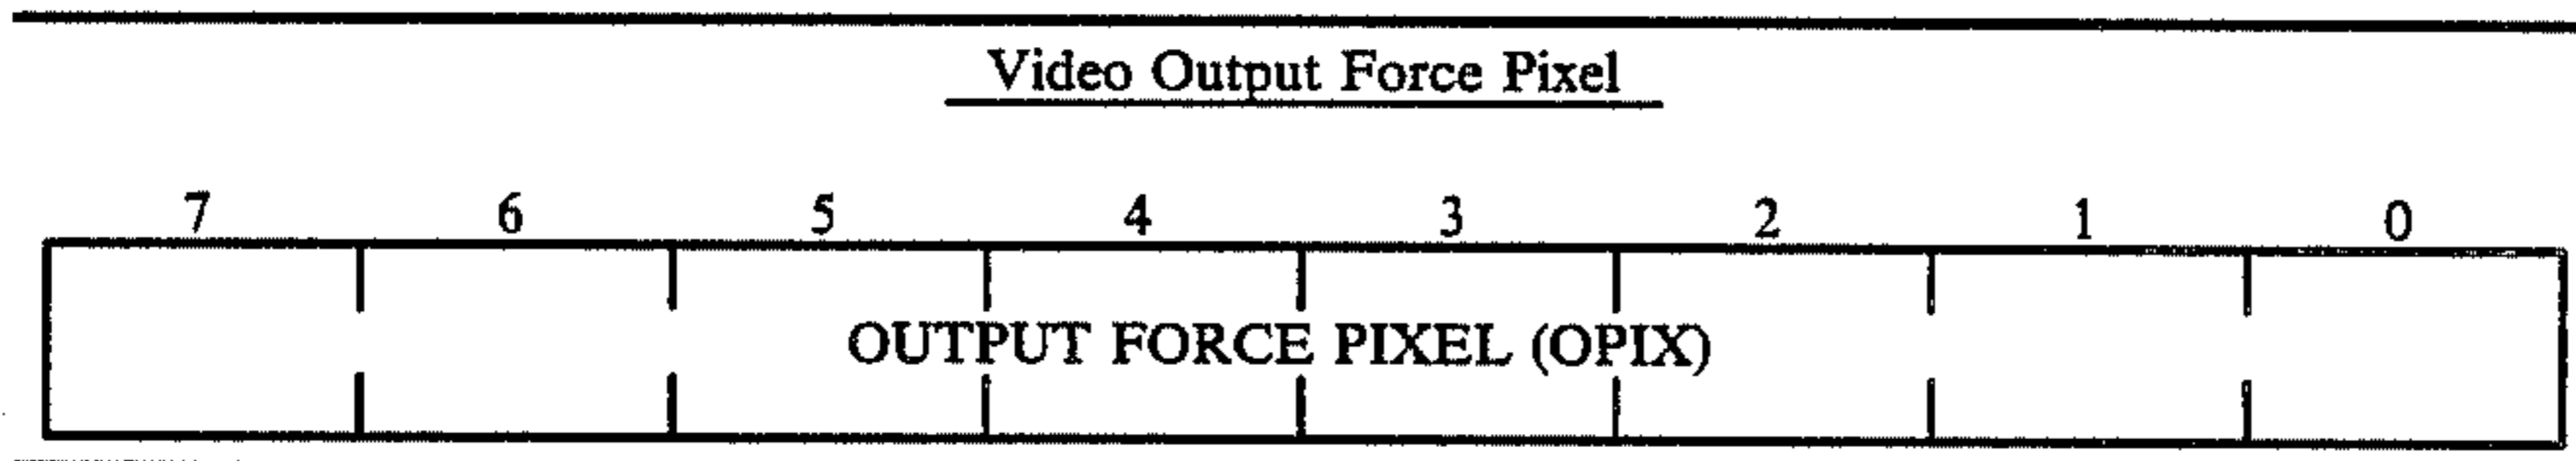 Video Output Force Pixel
7 6 5 4 3 2 1 0
OUTPUT FORCE PIXEL (OPIX)